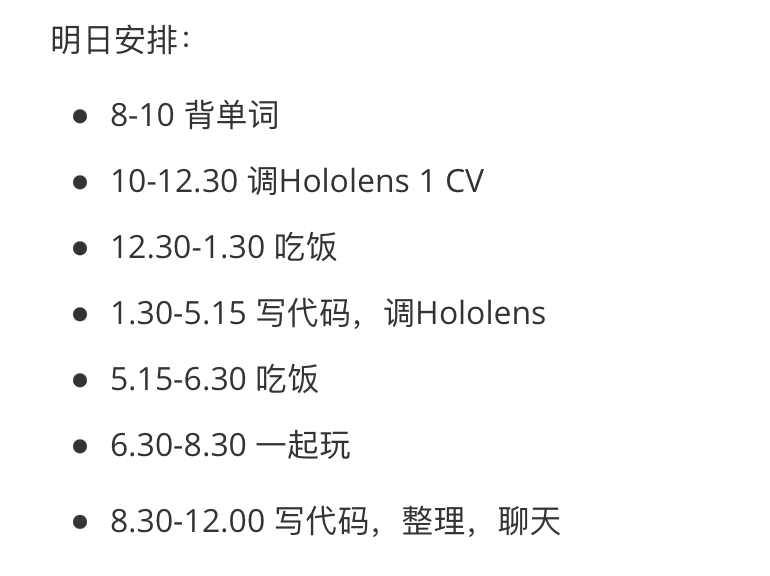 明日安排：
● 8-10 背单词
● 10-12.30 调Hololens 1 CV
● 12.30-1.30 吃饭
● 1.30-5.15 写代码，调Hololens
● 5.15-6.30 吃饭
● 6.30-8.30 一起玩
● 8.30-12.00 写代码，整理，聊天